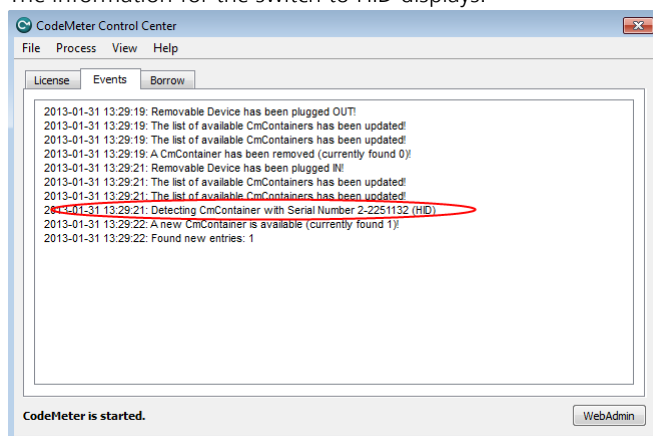 The information for the switch to HID displays.
CodeMeter Control Center
File Process View Help
License Events Borrow
2013-01-31 13:29:19: Removable Device has been plugged OUT!
2013-01-31 13:29:19: The list of available CmContainers has been updated!
2013-01-31 13:29:19: The list of available CmContainers has been updated!
2013-01-31 13:29:19: A CmContainer has been removed (currently found 0)!
2013-01-31 13:29:21: Removable Device has been plugged IN!
2013-01-31 13:29:21: The list of available CmContainers has been updated!
2013-01-31 13:29:21: The list of available CmContainers has been updated!
2013-01-31 13:29:21: Detecting CmContainer with Serial Number 2-2251132 (HID)
2013-01-31 13:29:22: A new CmContainer is available (currently found 1)!
2013-01-31 13:29:22: Found new entries: 1
CodeMeter is started.
WebAdmin